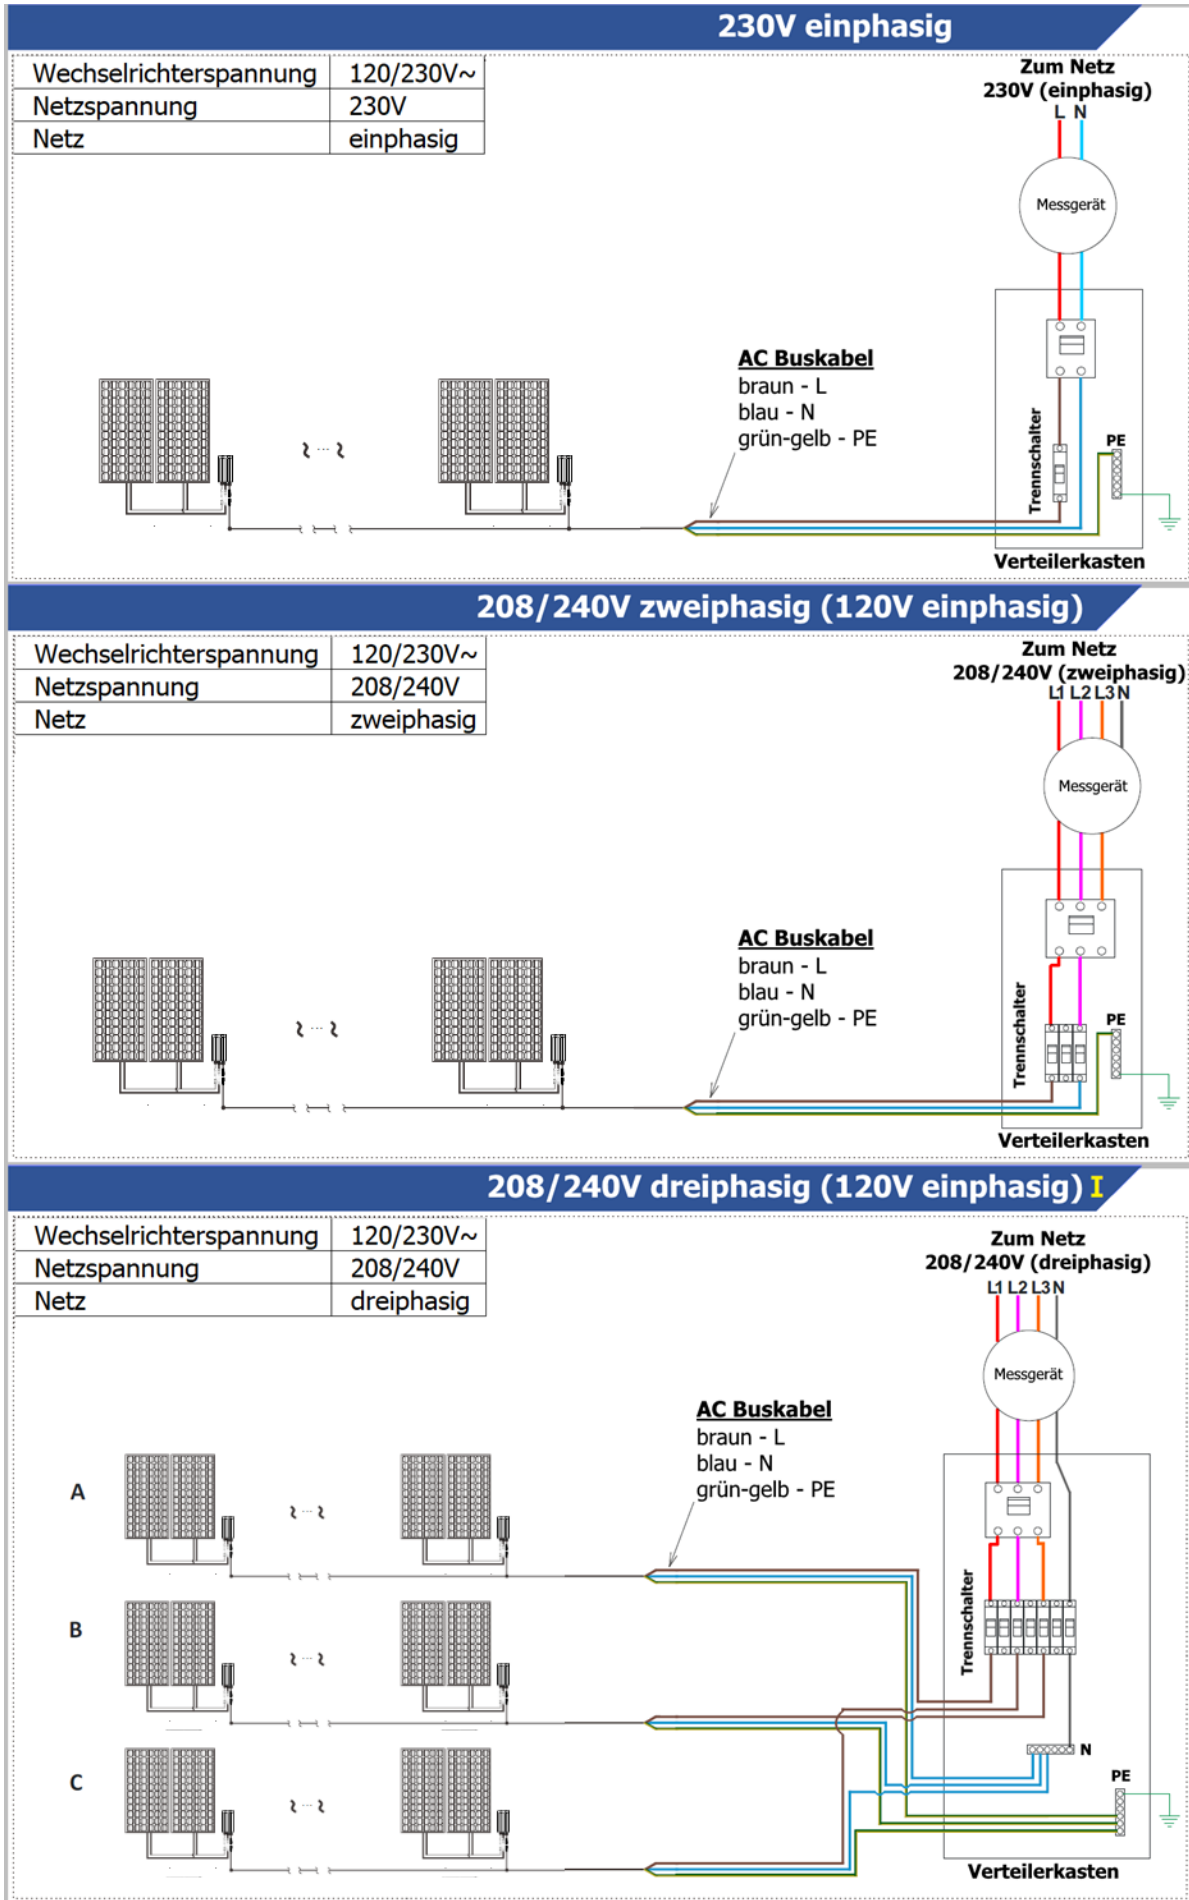 230V einphasig
Wechselrichterspannung 120/230V~
Netzspannung 230V
Netz einphasig
Zum Netz
230V (einphasig)
L N
Messgerät
AC Buskabel
braun - L
blau - N
grün-gelb - PE
Trennschalter
PE
Verteilerkasten
208/240V zweiphasig (120V einphasig)
Wechselrichterspannung 120/230V~
Netzspannung 208/240V
Netz zweiphasig
Zum Netz
208/240V (zweiphasig)
L1 L2 L3 N
Messgerät
AC Buskabel
braun - L
blau - N
grün-gelb - PE
Trennschalter
PE
Verteilerkasten
208/240V dreiphasig (120V einphasig) I
Wechselrichterspannung 120/230V~
Netzspannung 208/240V
Netz dreiphasig
Zum Netz
208/240V (dreiphasig)
L1 L2 L3 N
Messgerät
AC Buskabel
braun - L
blau - N
grün-gelb - PE
A
B
C
Trennschalter
N
PE
Verteilerkasten